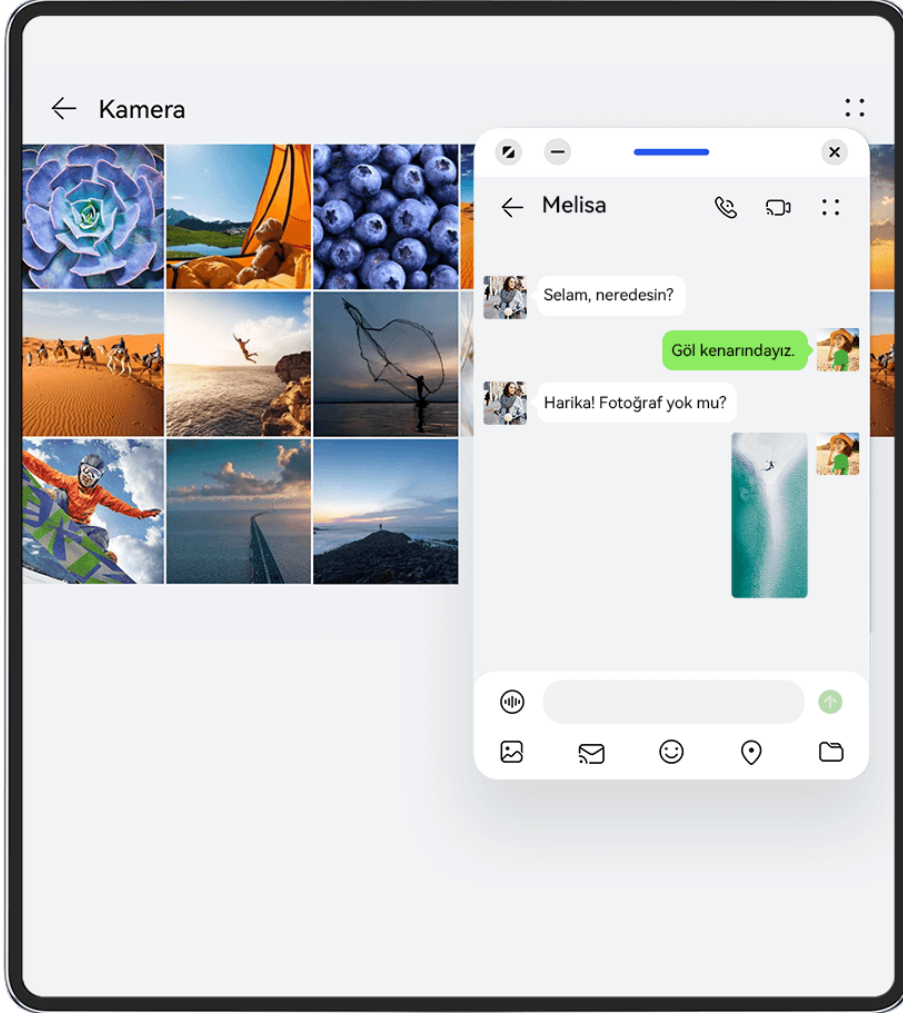 Kamera
Melisa
Selam, neredesin?
Göl kenarındayız.
Harika! Fotoğraf yok mu?